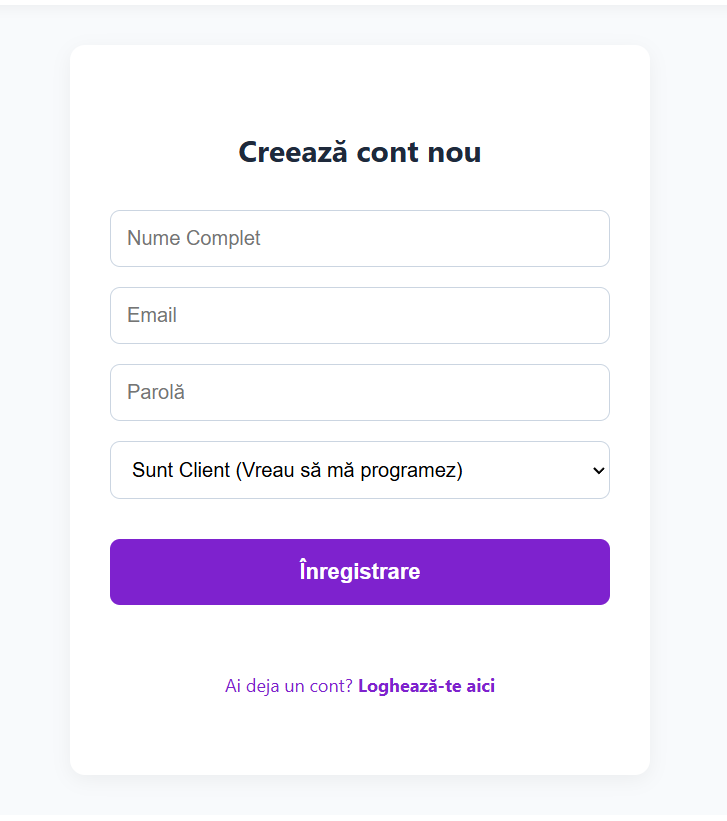 Creează cont nou
Nume Complet
Email
Parolă
Sunt Client (Vreau să mă programez)
Înregistrare
Ai deja un cont? Loghează-te aici